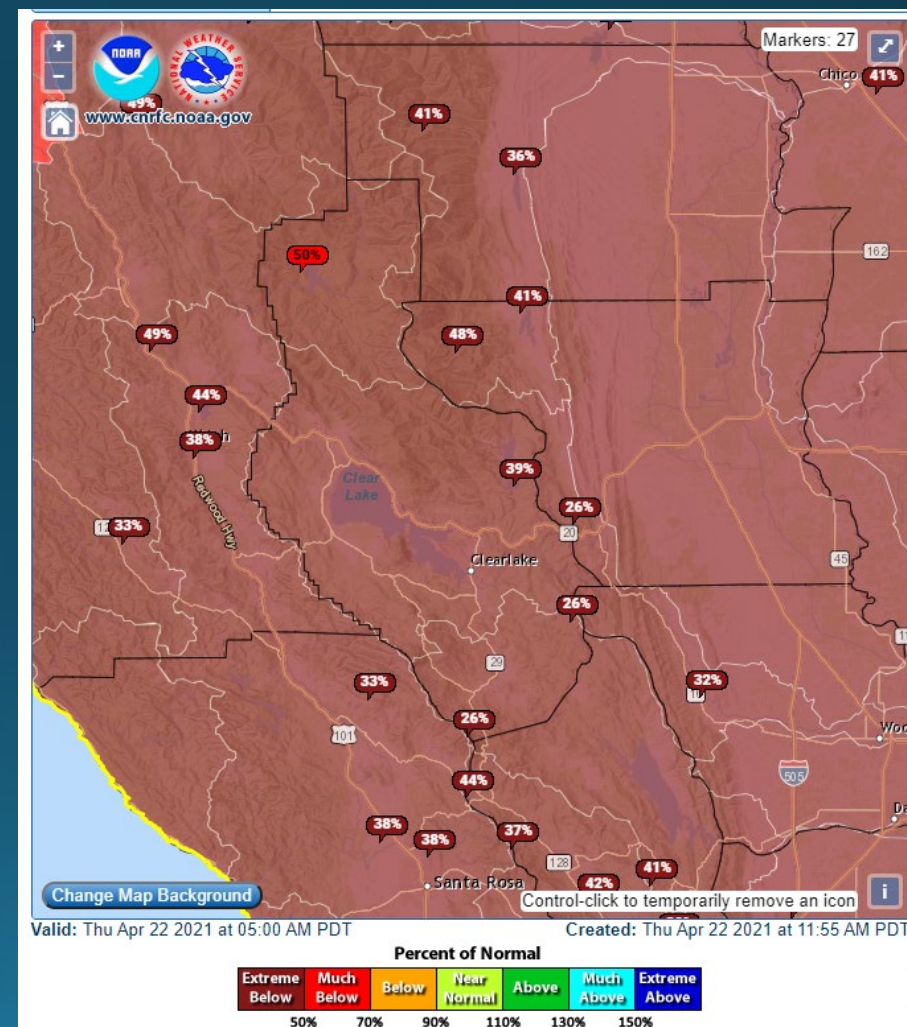 +
−
NOAA
NATIONAL WEATHER SERVICE
www.cnrfc.noaa.gov
Markers: 27
Chico
41%
49%
41%
36%
162
50%
41%
48%
49%
44%
38%
39%
Clear
Lake
Redwood Hwy
26%
20
33%
Clearlake
45
26%
29
33%
32%
26%
101
505
44%
38%
38%
37%
128
41%
42%
Santa Rosa
Change Map Background
Control-click to temporarily remove an icon
i
Valid: Thu Apr 22 2021 at 05:00 AM PDT
Created: Thu Apr 22 2021 at 11:55 AM PDT
Percent of Normal
Extreme Below
Much Below
Below
Near Normal
Above
Much Above
Extreme Above
50% 70% 90% 110% 130% 150%